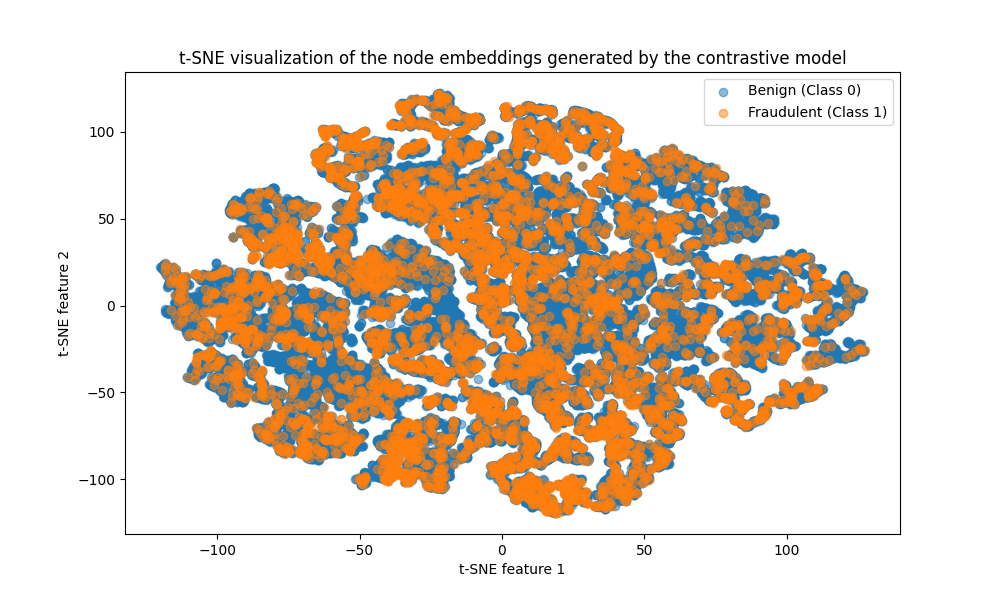 t-SNE visualization of the node embeddings generated by the contrastive model
Benign (Class 0)
Fraudulent (Class 1)
100
50
0
−50
−100
t-SNE feature 2
−100
−50
0
50
100
t-SNE feature 1